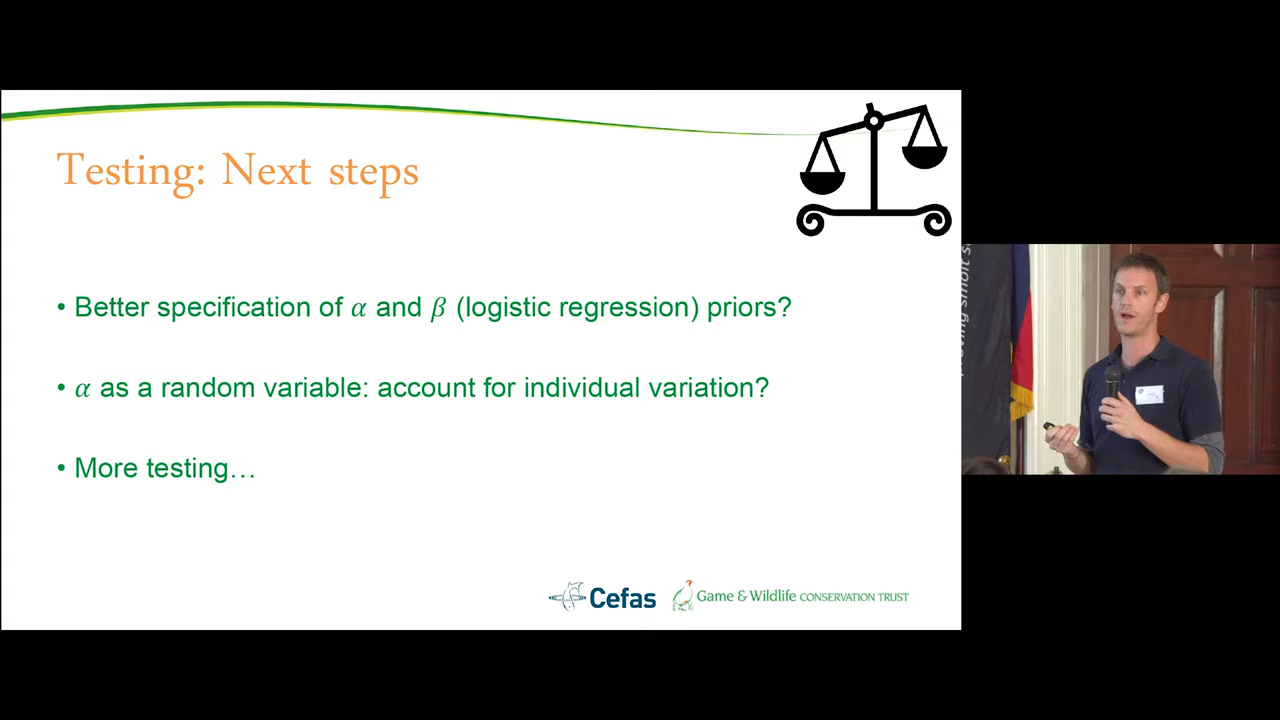 Testing: Next steps
• Better specification of α and β (logistic regression) priors?
• α as a random variable: account for individual variation?
• More testing…
Cefas
Game & Wildlife CONSERVATION TRUST
smolt